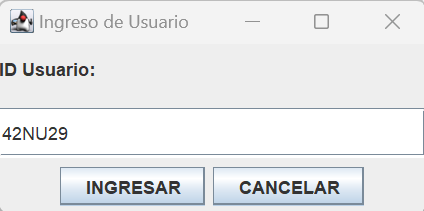 Ingreso de Usuario
ID Usuario:
42NU29
INGRESAR CANCELAR